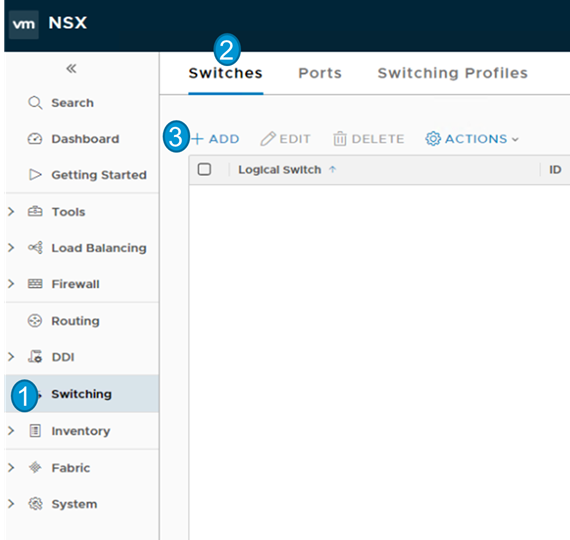 vm NSX
2
Switches Ports Switching Profiles
Search
3 + ADD EDIT DELETE ACTIONS
Dashboard
Logical Switch ID
Getting Started
Tools
Load Balancing
Firewall
Routing
DDI
1 Switching
Inventory
Fabric
System